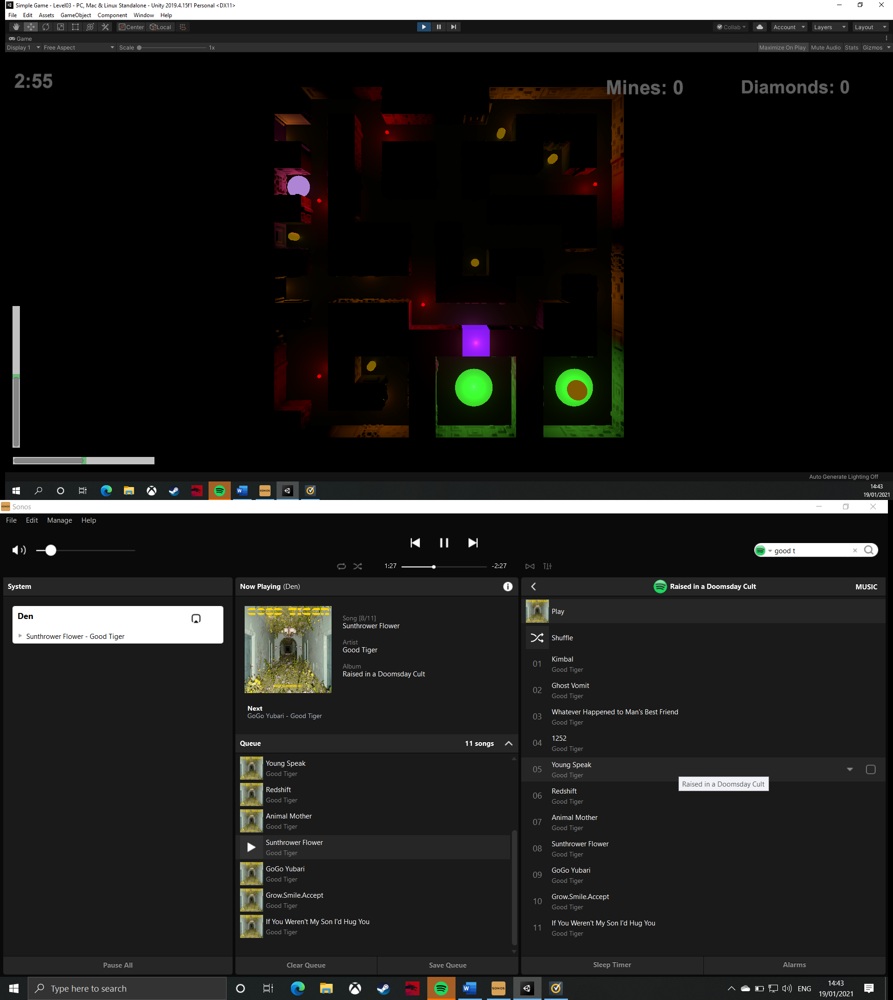 Simple Game - Level03 - PC, Mac & Linux Standalone - Unity 2019.4.15f1 Personal <DX11>
File Edit Assets GameObject Component Window Help
Center Local Collab Account Layers Layout
Game
Display 1 Free Aspect Scale 1x Maximize On Play Mute Audio Stats Gizmos
2:55 Mines: 0 Diamonds: 0
Auto Generate Lighting Off
W SONOS 14:43
19/01/2021
SONOS Sonos
File Edit Manage Help
good t
1:27 -2:27
System
Den
Sunthrower Flower - Good Tiger
Now Playing (Den)
GOOD TIGER
Song [8/11]
Sunthrower Flower
Artist
Good Tiger
Album
Raised in a Doomsday Cult
Next
GoGo Yubari - Good Tiger
Queue 11 songs
Young Speak
Good Tiger
Redshift
Good Tiger
Animal Mother
Good Tiger
Sunthrower Flower
Good Tiger
GoGo Yubari
Good Tiger
Grow.Smile.Accept
Good Tiger
If You Weren't My Son I'd Hug You
Good Tiger
Raised in a Doomsday Cult MUSIC
Play
Shuffle
01 Kimbal
Good Tiger
02 Ghost Vomit
Good Tiger
03 Whatever Happened to Man's Best Friend
Good Tiger
04 1252
Good Tiger
05 Young Speak
Good Tiger
Raised in a Doomsday Cult
06 Redshift
Good Tiger
07 Animal Mother
Good Tiger
08 Sunthrower Flower
Good Tiger
09 GoGo Yubari
Good Tiger
10 Grow.Smile.Accept
Good Tiger
11 If You Weren't My Son I'd Hug You
Good Tiger
Pause All Clear Queue Save Queue Sleep Timer Alarms
Type here to search W SONOS ENG 14:43
19/01/2021